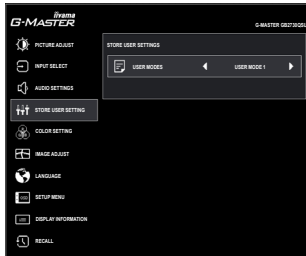 iiyama
G-MASTER
G-MASTER GB2730QSU
PICTURE ADJUST
STORE USER SETTINGS
INPUT SELECT
USER MODES
USER MODE 1
AUDIO SETTINGS
STORE USER SETTING
COLOR SETTING
IMAGE ADJUST
LANGUAGE
OSD
SETUP MENU
DISPLAY INFORMATION
RECALL